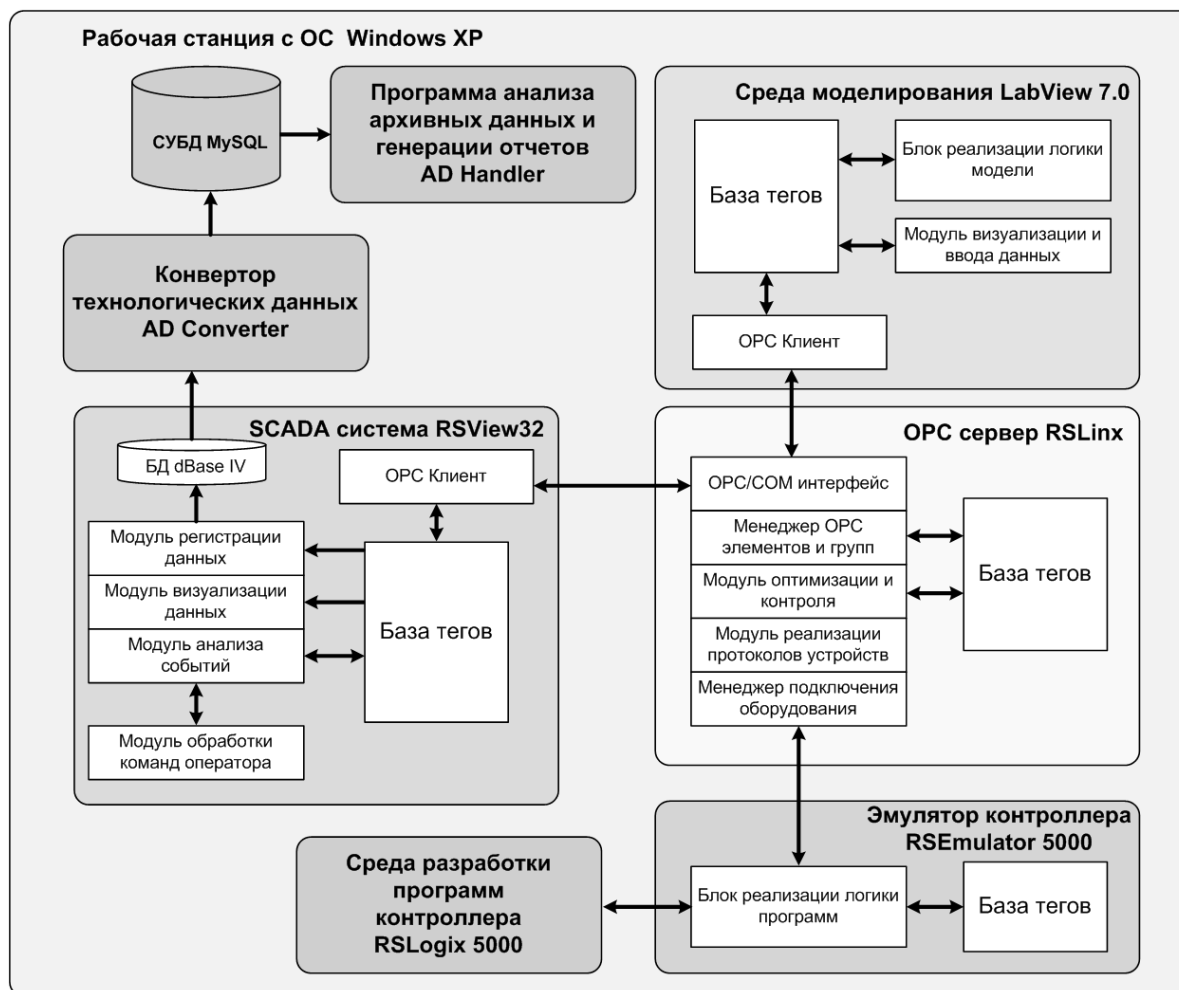 Рабочая станция с ОС Windows XP
СУБД MySQL
Программа анализа
архивных данных и
генерации отчетов
AD Handler
Конвертор
технологических данных
AD Converter
Среда моделирования LabView 7.0
База тегов
Блок реализации логики
модели
Модуль визуализации и
ввода данных
OPC Клиент
SCADA система RSView32
БД dBase IV
OPC Клиент
Модуль регистрации
данных
Модуль визуализации
данных
Модуль анализа
событий
База тегов
Модуль обработки
команд оператора
OPC сервер RSLinx
OPC/COM интерфейс
Менеджер OPC
элементов и групп
Модуль оптимизации и
контроля
Модуль реализации
протоколов устройств
Менеджер подключения
оборудования
База тегов
Среда разработки
программ
контроллера
RSLogix 5000
Эмулятор контроллера
RSEmulator 5000
Блок реализации логики
программ
База тегов